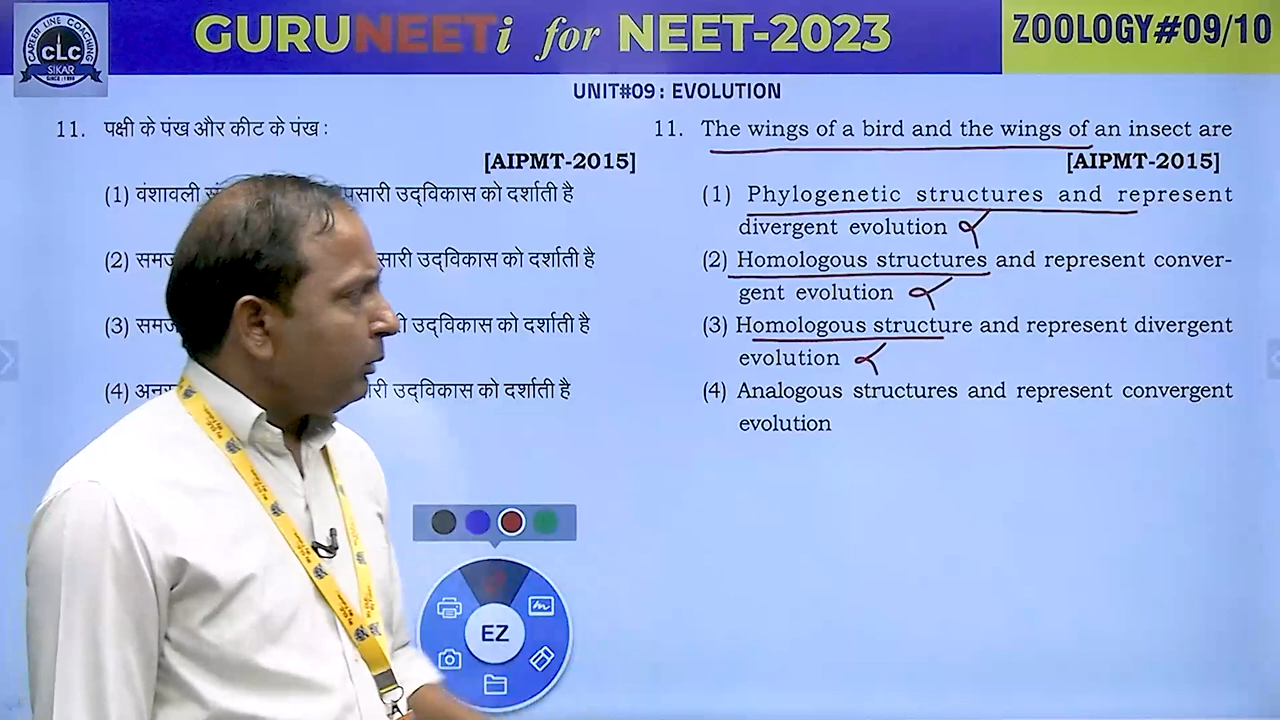 CAREER LINE COACHING
CLC
SIKAR
SINCE : 1996
GURUNEETi for NEET-2023
ZOOLOGY#09/10
UNIT#09 : EVOLUTION
11. पक्षी के पंख और कीट के पंख :
[AIPMT-2015]
(1) वंशावली उद्विकास को दर्शाती है
(2) उद्विकास को दर्शाती है
(3) उद्विकास को दर्शाती है
(4) उद्विकास को दर्शाती है
11. The wings of a bird and the wings of an insect are
[AIPMT-2015]
(1) Phylogenetic structures and represent
divergent evolution
(2) Homologous structures and represent conver-
gent evolution
(3) Homologous structure and represent divergent
evolution
(4) Analogous structures and represent convergent
evolution
EZ